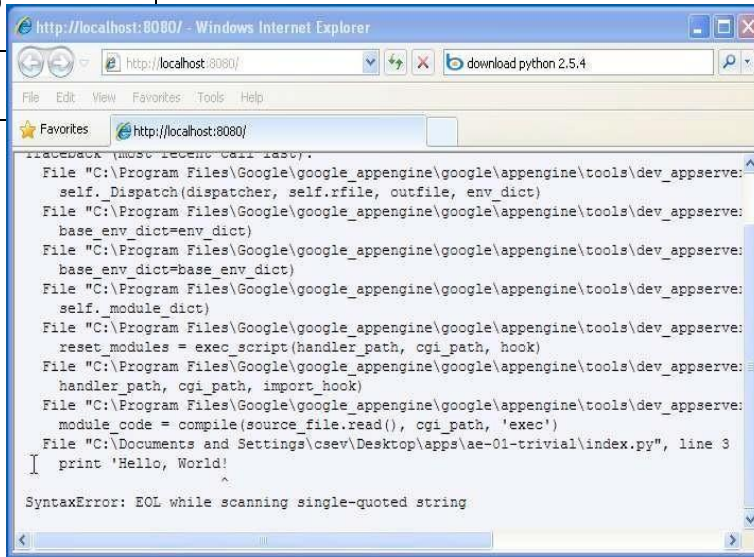 http://localhost:8080/ - Windows Internet Explorer
http://localhost:8080/ download python 2.5.4
File Edit View Favorites Tools Help
Favorites http://localhost:8080/
Traceback (most recent call last):
File "C:\Program Files\Google\google_appengine\google\appengine\tools\dev_appserve
self._Dispatch(dispatcher, self.rfile, outfile, env_dict)
File "C:\Program Files\Google\google_appengine\google\appengine\tools\dev_appserve
base_env_dict=env_dict)
File "C:\Program Files\Google\google_appengine\google\appengine\tools\dev_appserve
base_env_dict=base_env_dict)
File "C:\Program Files\Google\google_appengine\google\appengine\tools\dev_appserve
self._module_dict)
File "C:\Program Files\Google\google_appengine\google\appengine\tools\dev_appserve
reset_modules = exec_script(handler_path, cgi_path, hook)
File "C:\Program Files\Google\google_appengine\google\appengine\tools\dev_appserve
handler_path, cgi_path, import_hook)
File "C:\Program Files\Google\google_appengine\google\appengine\tools\dev_appserve
module_code = compile(source_file.read(), cgi_path, 'exec')
File "C:\Documents and Settings\csev\Desktop\apps\ae-01-trivial\index.py", line 3
print 'Hello, World!
^
SyntaxError: EOL while scanning single-quoted string